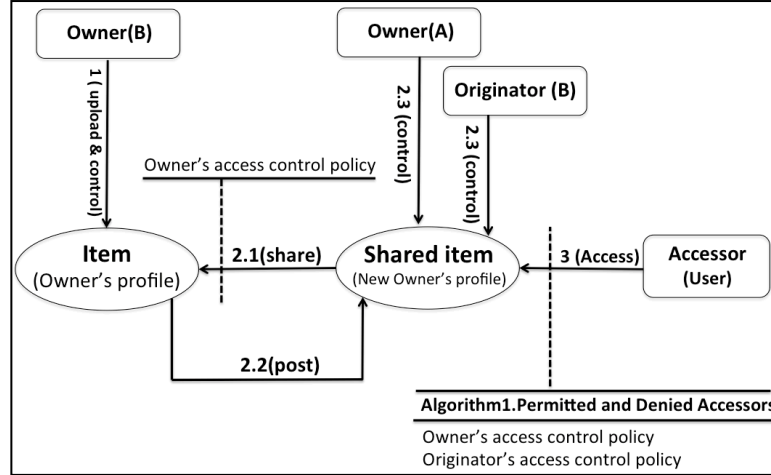 Owner(B)
Owner(A)
Originator (B)
1 ( upload & control)
2.3 (control)
2.3 (control)
Owner's access control policy
Item
(Owner's profile)
2.1(share)
Shared item
(New Owner's profile)
3 (Access)
Accessor
(User)
2.2(post)
Algorithm1.Permitted and Denied Accessors
Owner's access control policy
Originator's access control policy